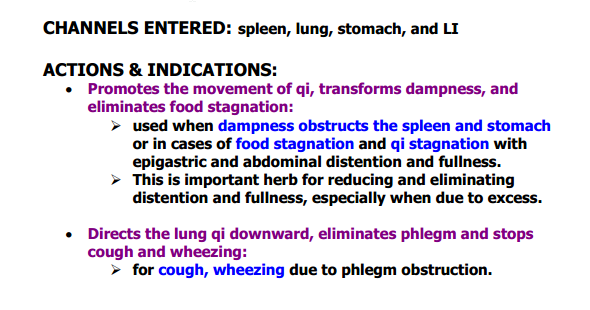 CHANNELS ENTERED: spleen, lung, stomach, and LI
ACTIONS & INDICATIONS:
• Promotes the movement of qi, transforms dampness, and
eliminates food stagnation:
➢ used when dampness obstructs the spleen and stomach
or in cases of food stagnation and qi stagnation with
epigastric and abdominal distention and fullness.
➢ This is important herb for reducing and eliminating
distention and fullness, especially when due to excess.
• Directs the lung qi downward, eliminates phlegm and stops
cough and wheezing:
➢ for cough, wheezing due to phlegm obstruction.